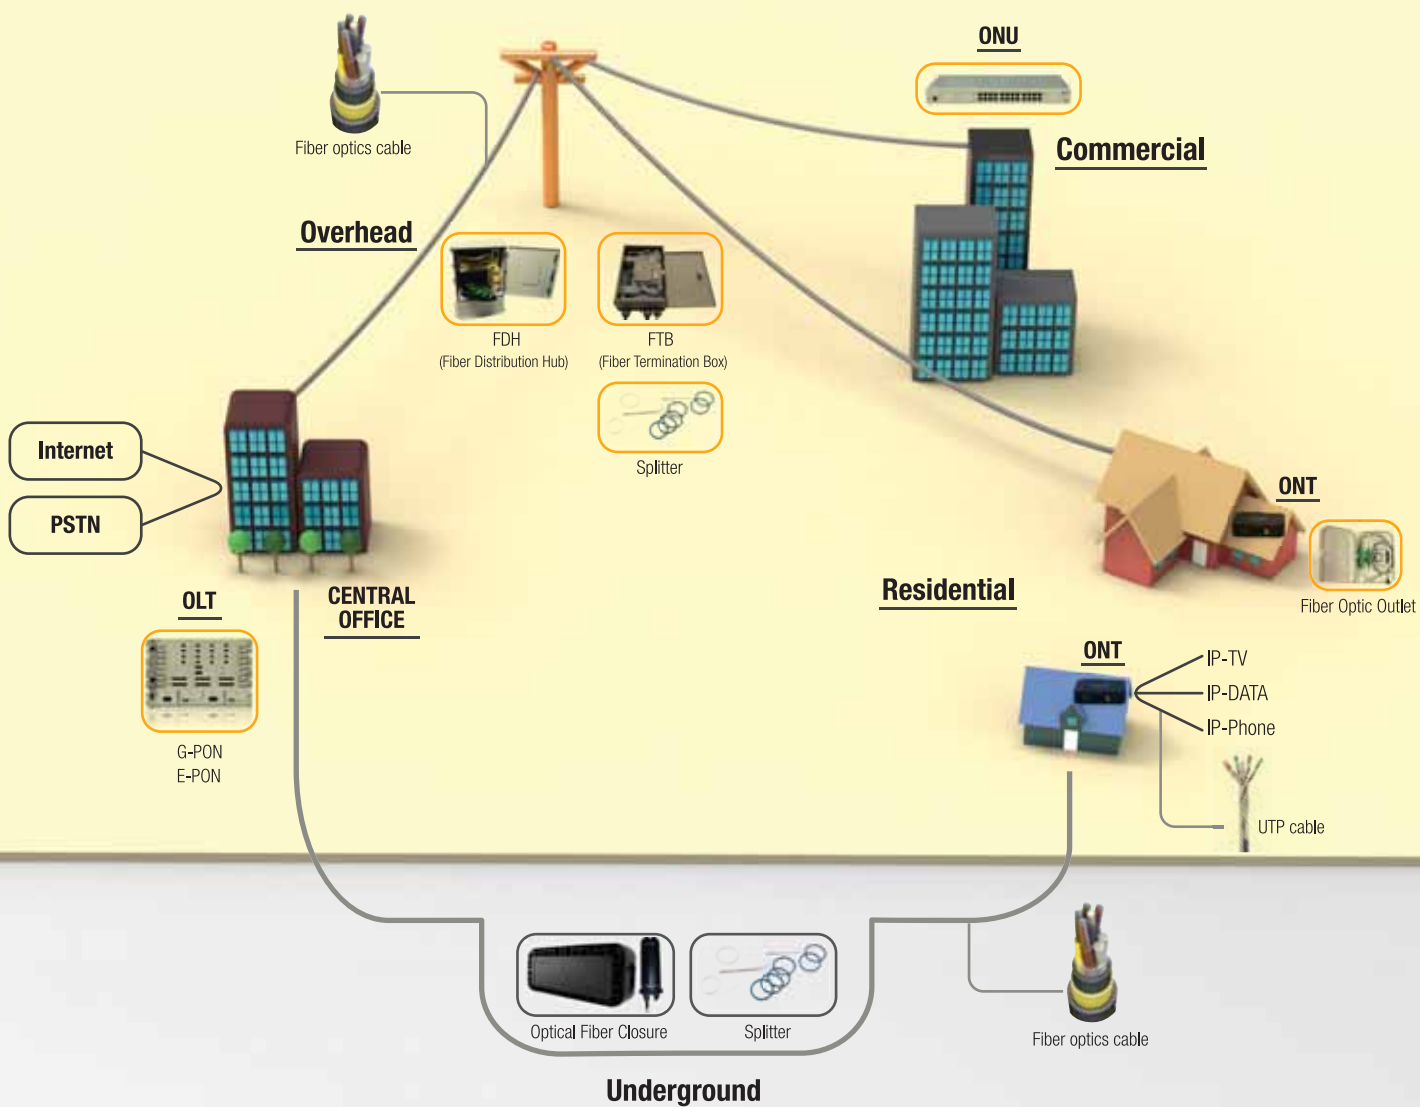 ONU
Fiber optics cable
Commercial
Overhead
FDH
(Fiber Distribution Hub)
FTB
(Fiber Termination Box)
Splitter
Internet
PSTN
ONT
Fiber Optic Outlet
Residential
OLT
CENTRAL
OFFICE
G-PON
E-PON
ONT
IP-TV
IP-DATA
IP-Phone
UTP cable
Optical Fiber Closure
Splitter
Fiber optics cable
Underground